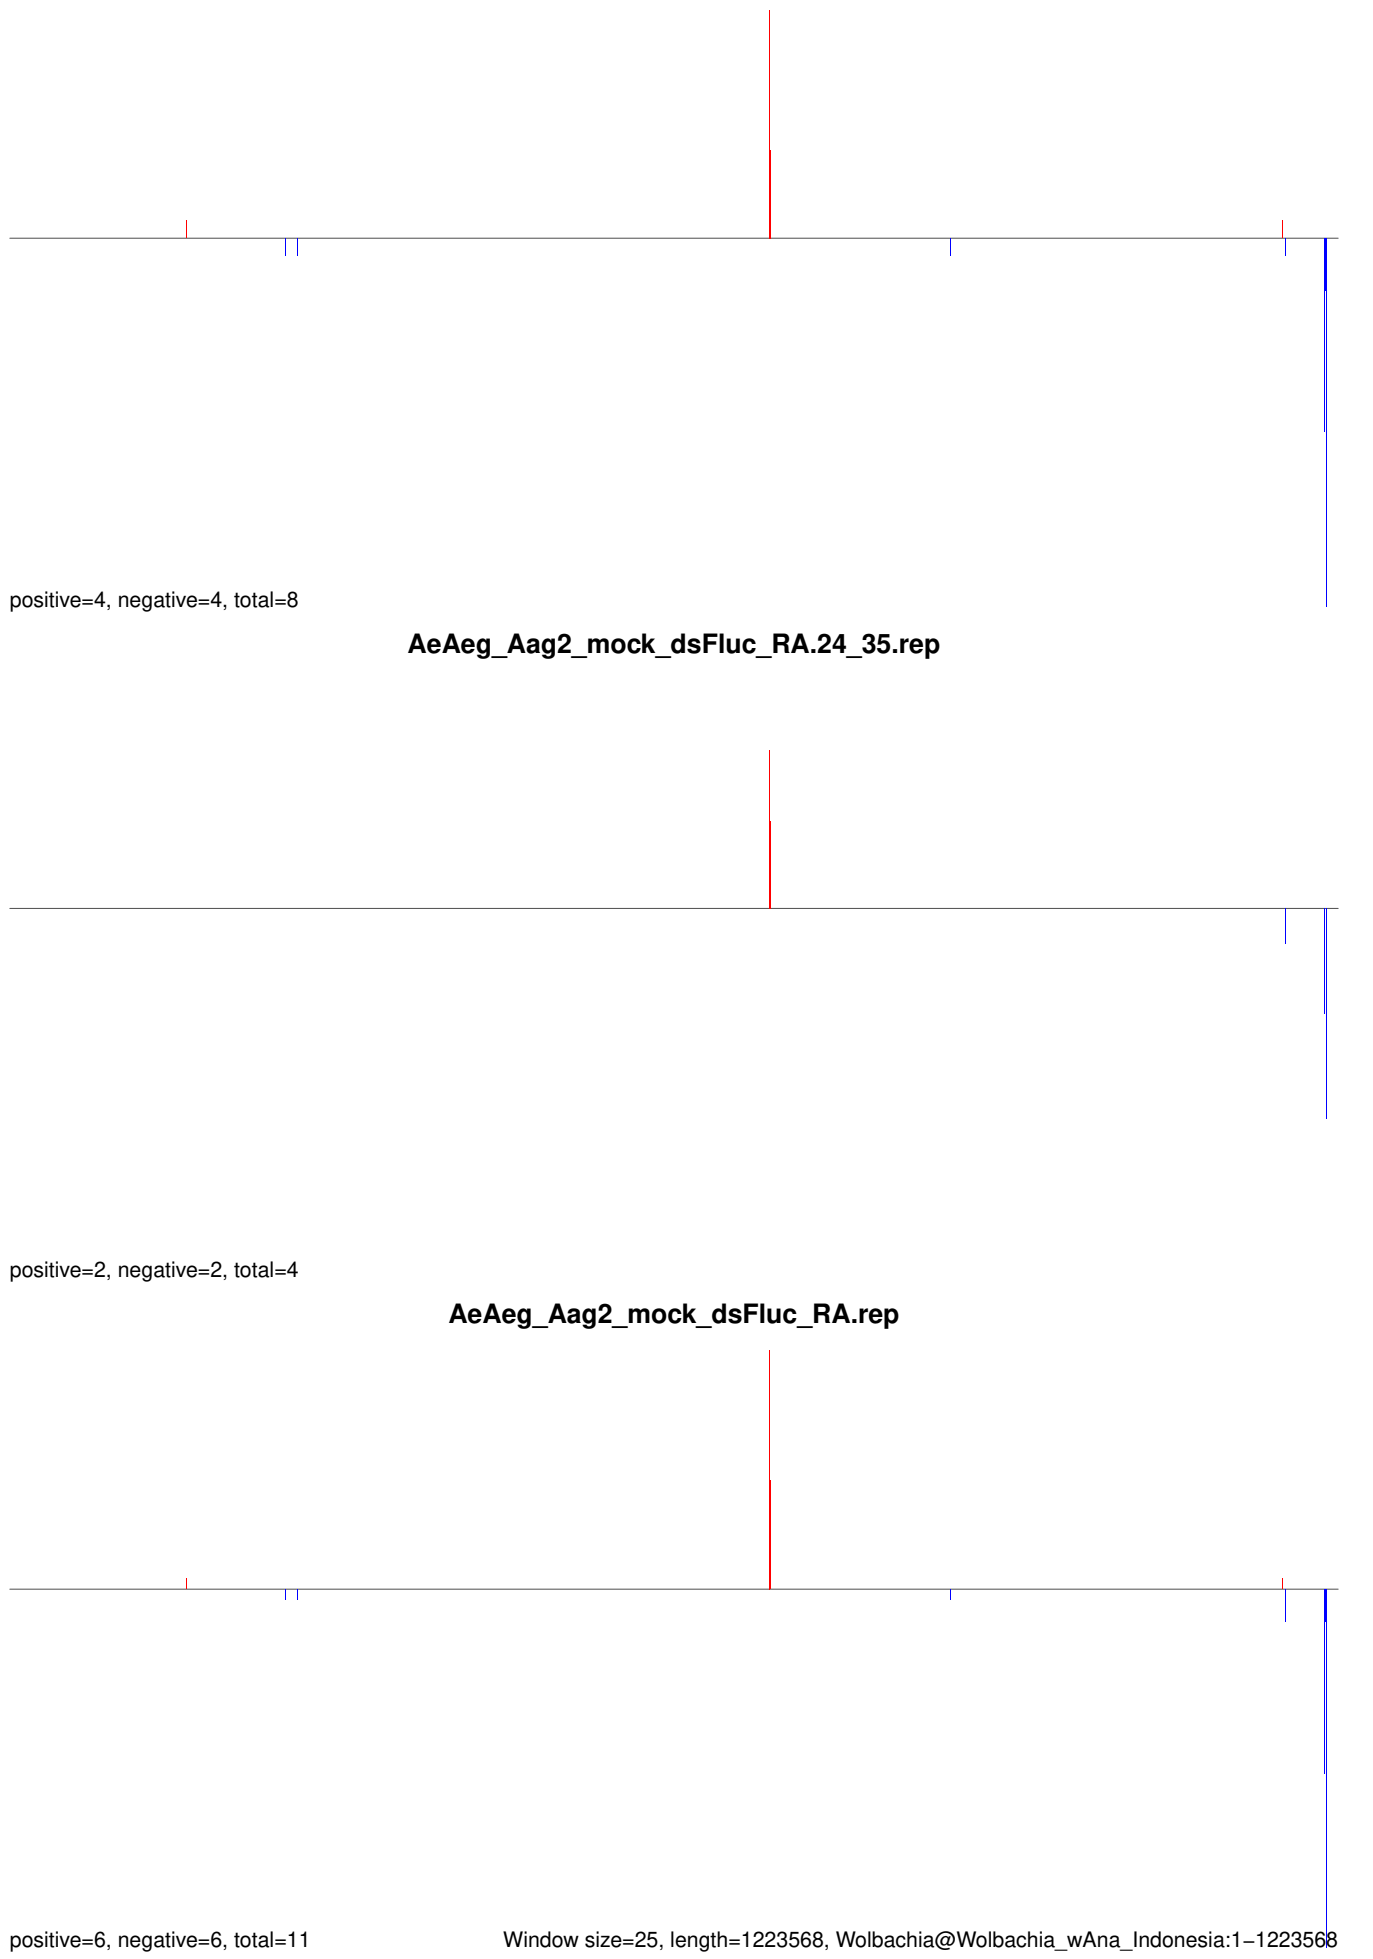 positive=4, negative=4, total=8
AeAeg_Aag2_mock_dsFluc_RA.24_35.rep
positive=2, negative=2, total=4
AeAeg_Aag2_mock_dsFluc_RA.rep
positive=6, negative=6, total=11
Window size=25, length=1223568, Wolbachia@Wolbachia_wAna_Indonesia:1−1223568